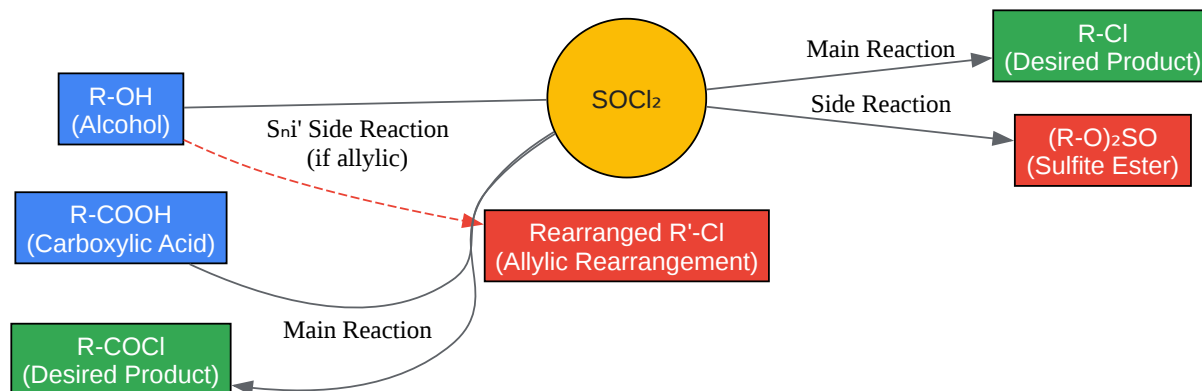 R-OH
(Alcohol)
Sₙi' Side Reaction
(if allylic)
SOCl₂
Main Reaction
R-Cl
(Desired Product)
Side Reaction
(R-O)₂SO
(Sulfite Ester)
R-COOH
(Carboxylic Acid)
Rearranged R'-Cl
(Allylic Rearrangement)
Main Reaction
R-COCl
(Desired Product)